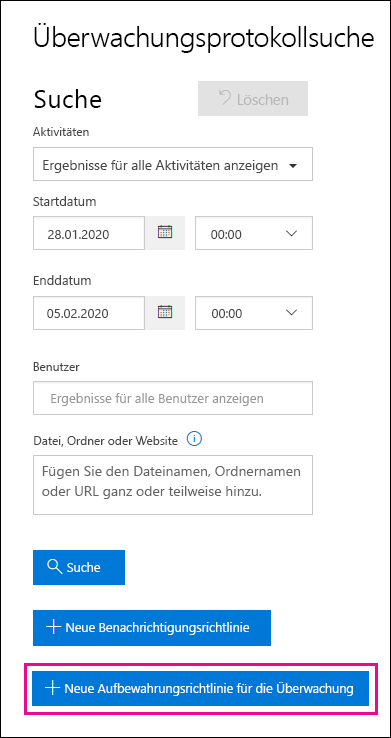 Überwachungsprotokollsuche
Suche
Löschen
Aktivitäten
Ergebnisse für alle Aktivitäten anzeigen
Startdatum
28.01.2020
00:00
Enddatum
05.02.2020
00:00
Benutzer
Ergebnisse für alle Benutzer anzeigen
Datei, Ordner oder Website
Fügen Sie den Dateinamen, Ordnernamen
oder URL ganz oder teilweise hinzu.
Suche
Neue Benachrichtigungsrichtlinie
Neue Aufbewahrungsrichtlinie für die Überwachung